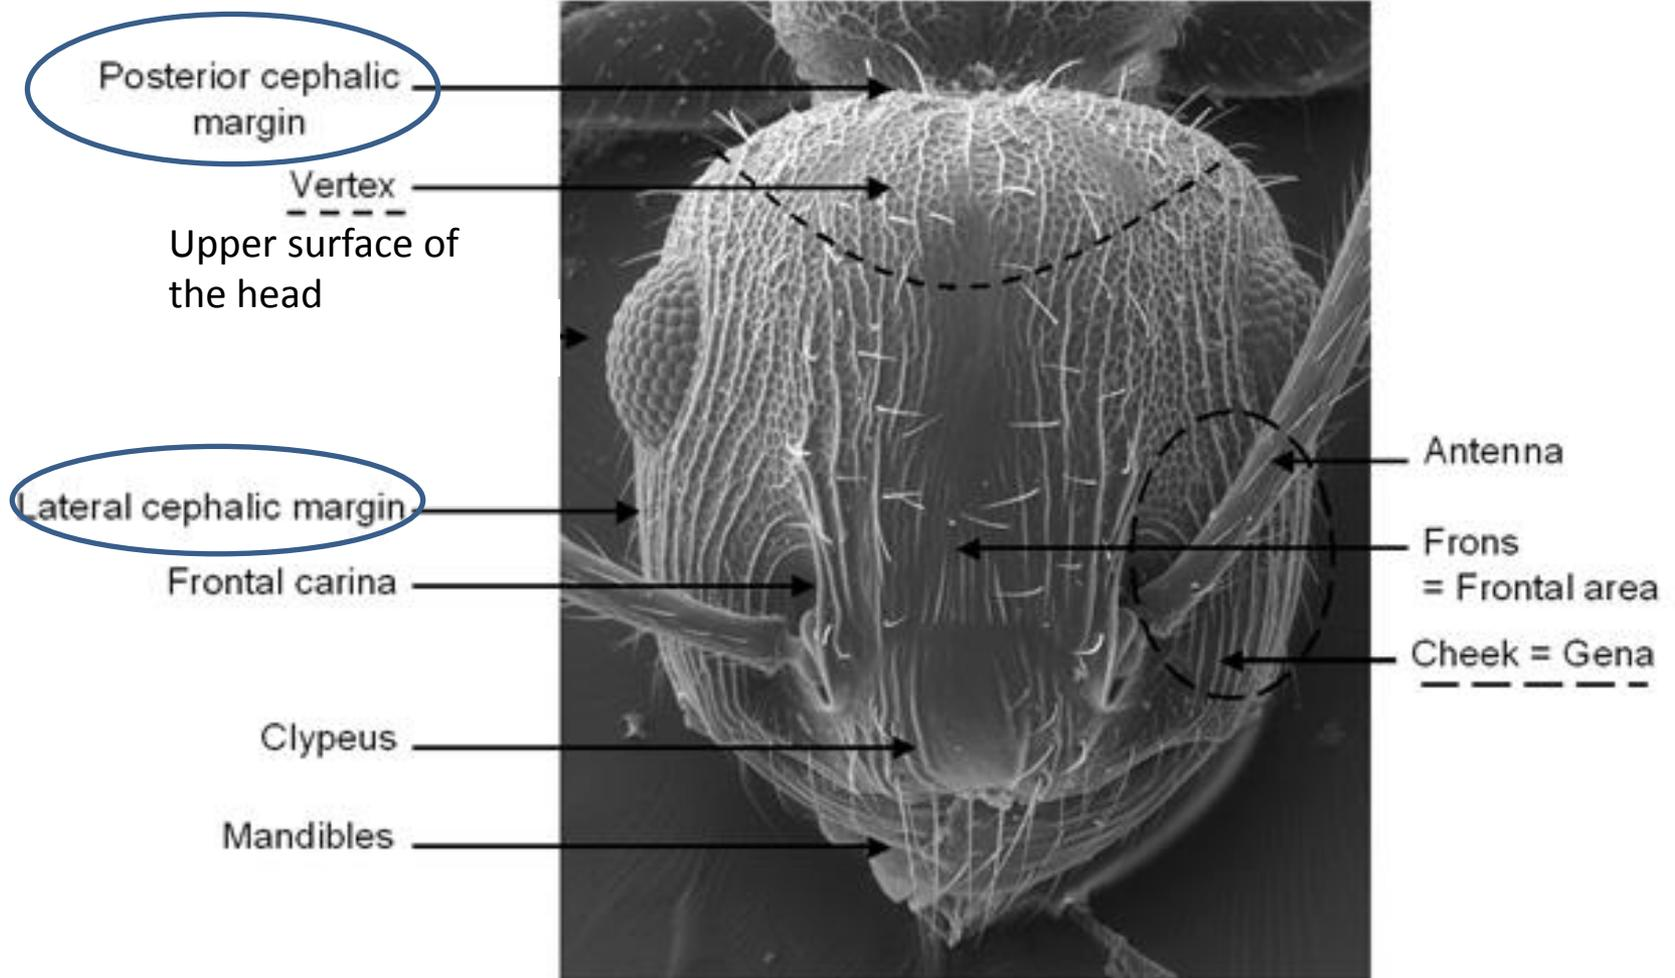 Posterior cephalic
margin
Vertex
Upper surface of
the head
Lateral cephalic margin
Frontal carina
Clypeus
Mandibles
Antenna
Frons
= Frontal area
Cheek = Gena